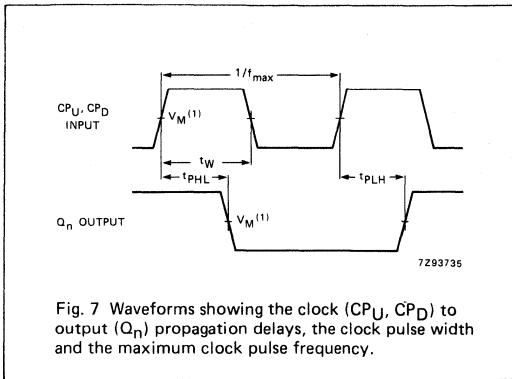 1/fmax
CPU, CPD
INPUT
VM(1)
tW
tPHL
tPLH
Qn OUTPUT
VM(1)
7Z93735
Fig. 7 Waveforms showing the clock (CPU, CPD) to
output (Qn) propagation delays, the clock pulse width
and the maximum clock pulse frequency.